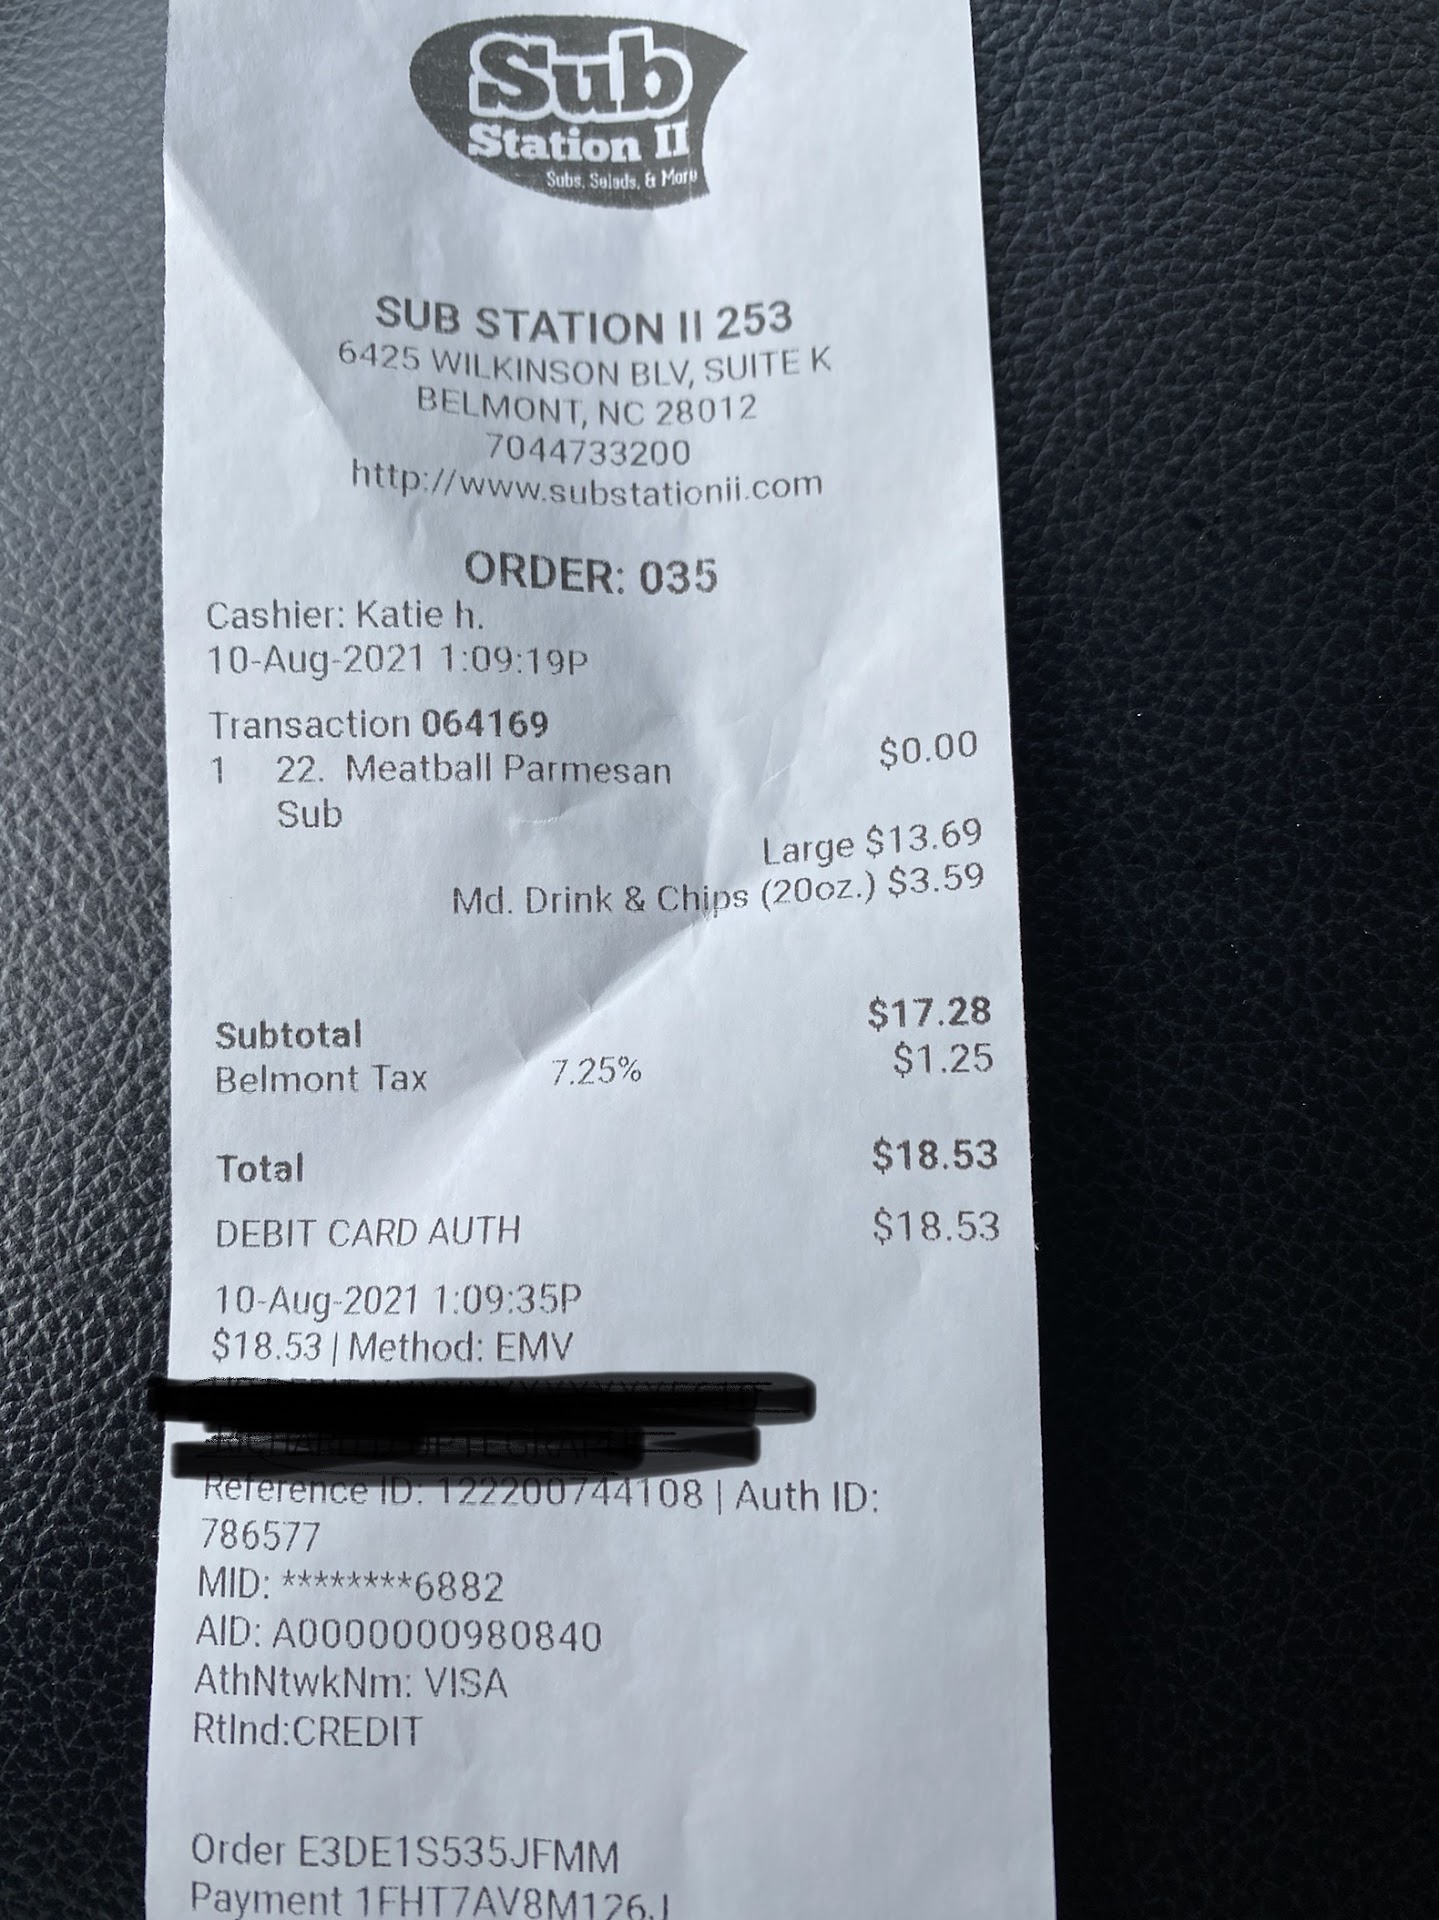 Sub
Station II
Subs, Salads, & More
SUB STATION II 253
6425 WILKINSON BLV, SUITE K
BELMONT, NC 28012
7044733200
http://www.substationii.com
ORDER: 035
Cashier: Katie h.
10-Aug-2021 1:09:19P
Transaction 064169
1 22. Meatball Parmesan $0.00
Sub
Large $13.69
Md. Drink & Chips (20oz.) $3.59
Subtotal $17.28
Belmont Tax 7.25% $1.25
Total $18.53
DEBIT CARD AUTH $18.53
10-Aug-2021 1:09:35P
$18.53 | Method: EMV
Reference ID: 122200744108 | Auth ID:
786577
MID: ********6882
AID: A0000000980840
AthNtwkNm: VISA
RtInd:CREDIT
Order E3DE1S535JFMM
Payment 1FHT7AV8M126J